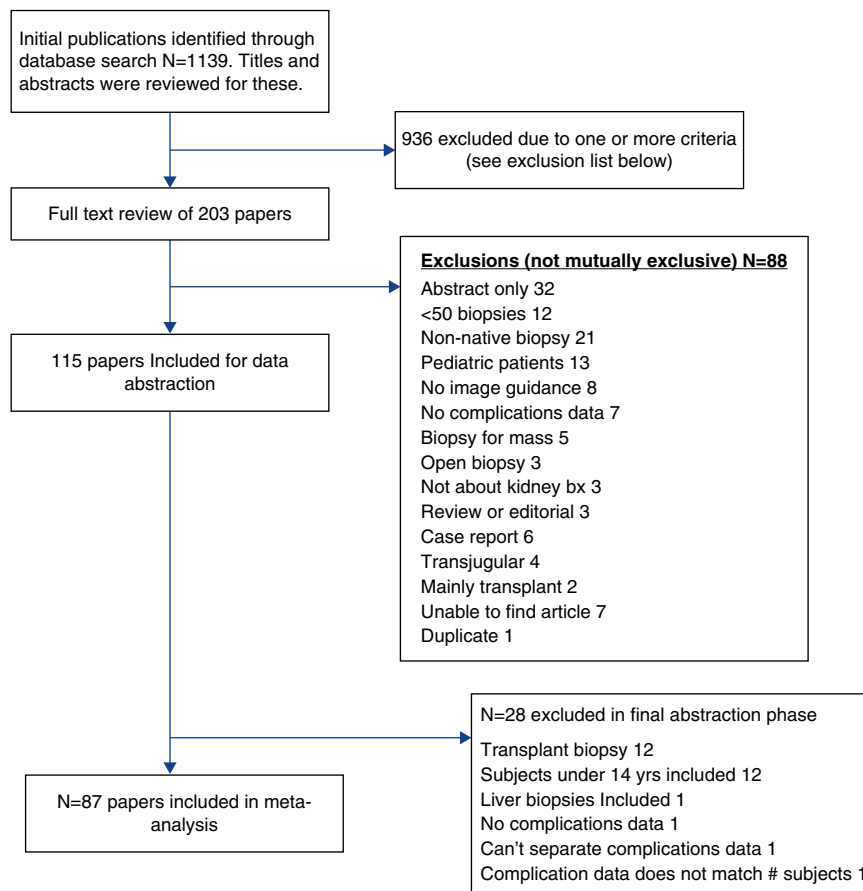 Initial publications identified through
database search N=1139. Titles and
abstracts were reviewed for these.
936 excluded due to one or more criteria
(see exclusion list below)
Full text review of 203 papers
Exclusions (not mutually exclusive) N=88
Abstract only 32
<50 biopsies 12
Non-native biopsy 21
Pediatric patients 13
No image guidance 8
No complications data 7
Biopsy for mass 5
Open biopsy 3
Not about kidney bx 3
Review or editorial 3
Case report 6
Transjugular 4
Mainly transplant 2
Unable to find article 7
Duplicate 1
115 papers Included for data
abstraction
N=28 excluded in final abstraction phase
Transplant biopsy 12
Subjects under 14 yrs included 12
Liver biopsies Included 1
No complications data 1
Can't separate complications data 1
Complication data does not match # subjects 1
N=87 papers included in meta-
analysis